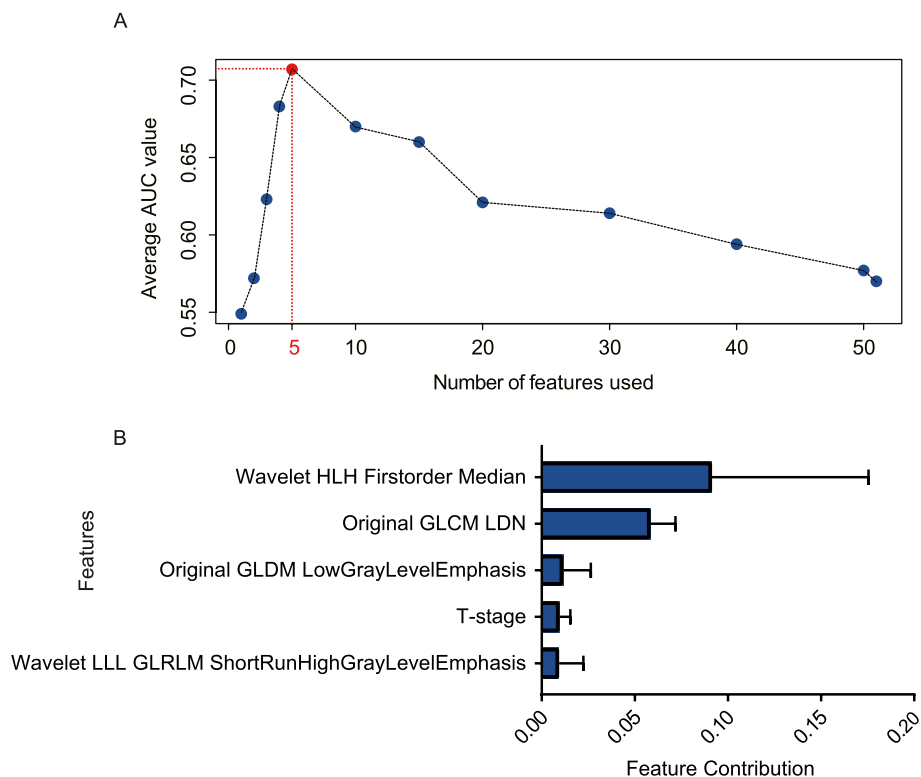 A
Average AUC value
0.70
0.65
0.60
0.55
0 5 10 20 30 40 50
Number of features used
B
Features
Wavelet HLH Firstorder Median
Original GLCM LDN
Original GLDM LowGrayLevelEmphasis
T-stage
Wavelet LLL GLRLM ShortRunHighGrayLevelEmphasis
0.00 0.05 0.10 0.15 0.20
Feature Contribution